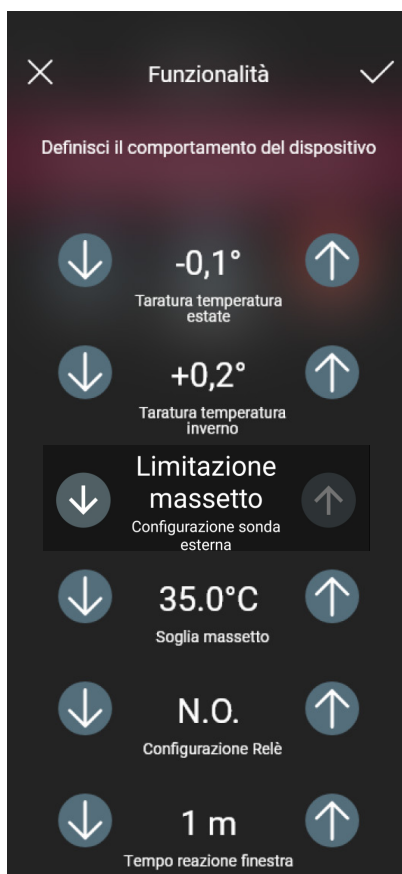 Funzionalità
Definisci il comportamento del dispositivo
-0,1°
Taratura temperatura
estate
+0,2°
Taratura temperatura
inverno
Limitazione
massetto
Configurazione sonda
esterna
35.0°C
Soglia massetto
N.O.
Configurazione Relè
1 m
Tempo reazione finestra